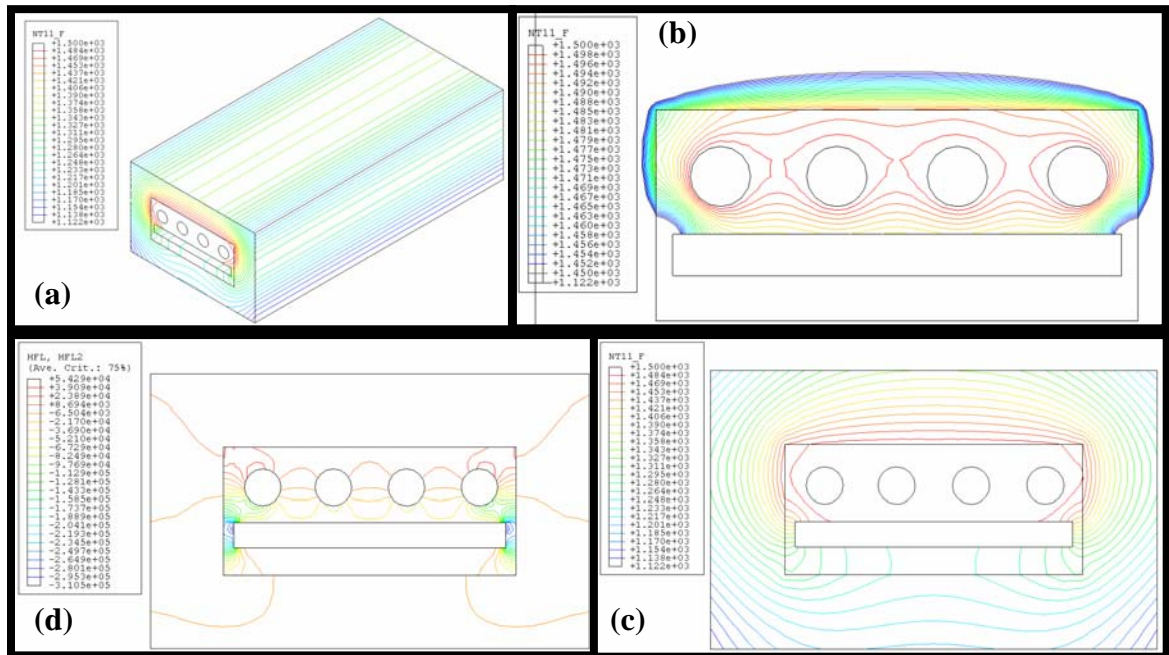 NT11_F
+1.500e+03
+1.484e+03
+1.469e+03
+1.453e+03
+1.437e+03
+1.421e+03
+1.406e+03
+1.390e+03
+1.374e+03
+1.358e+03
+1.343e+03
+1.327e+03
+1.311e+03
+1.295e+03
+1.280e+03
+1.264e+03
+1.248e+03
+1.233e+03
+1.217e+03
+1.201e+03
+1.185e+03
+1.170e+03
+1.154e+03
+1.138e+03
+1.122e+03
(a)
NT11_F
+1.500e+03
+1.498e+03
+1.496e+03
+1.494e+03
+1.492e+03
+1.490e+03
+1.488e+03
+1.485e+03
+1.483e+03
+1.481e+03
+1.479e+03
+1.477e+03
+1.475e+03
+1.473e+03
+1.471e+03
+1.469e+03
+1.467e+03
+1.465e+03
+1.463e+03
+1.460e+03
+1.458e+03
+1.456e+03
+1.454e+03
+1.452e+03
+1.450e+03
+1.122e+03
(b)
HFL, HFL2
(Ave. Crit.: 75%)
+5.429e+04
+3.909e+04
+2.389e+04
+8.694e+03
-6.504e+03
-2.170e+04
-3.690e+04
-5.210e+04
-6.729e+04
-8.249e+04
-9.769e+04
-1.129e+05
-1.281e+05
-1.433e+05
-1.585e+05
-1.737e+05
-1.889e+05
-2.041e+05
-2.193e+05
-2.345e+05
-2.497e+05
-2.649e+05
-2.801e+05
-2.953e+05
-3.105e+05
(d)
NT11_F
+1.500e+03
+1.484e+03
+1.469e+03
+1.453e+03
+1.437e+03
+1.421e+03
+1.406e+03
+1.390e+03
+1.374e+03
+1.358e+03
+1.343e+03
+1.327e+03
+1.311e+03
+1.295e+03
+1.280e+03
+1.264e+03
+1.248e+03
+1.233e+03
+1.217e+03
+1.201e+03
+1.185e+03
+1.170e+03
+1.154e+03
+1.138e+03
+1.122e+03
(c)